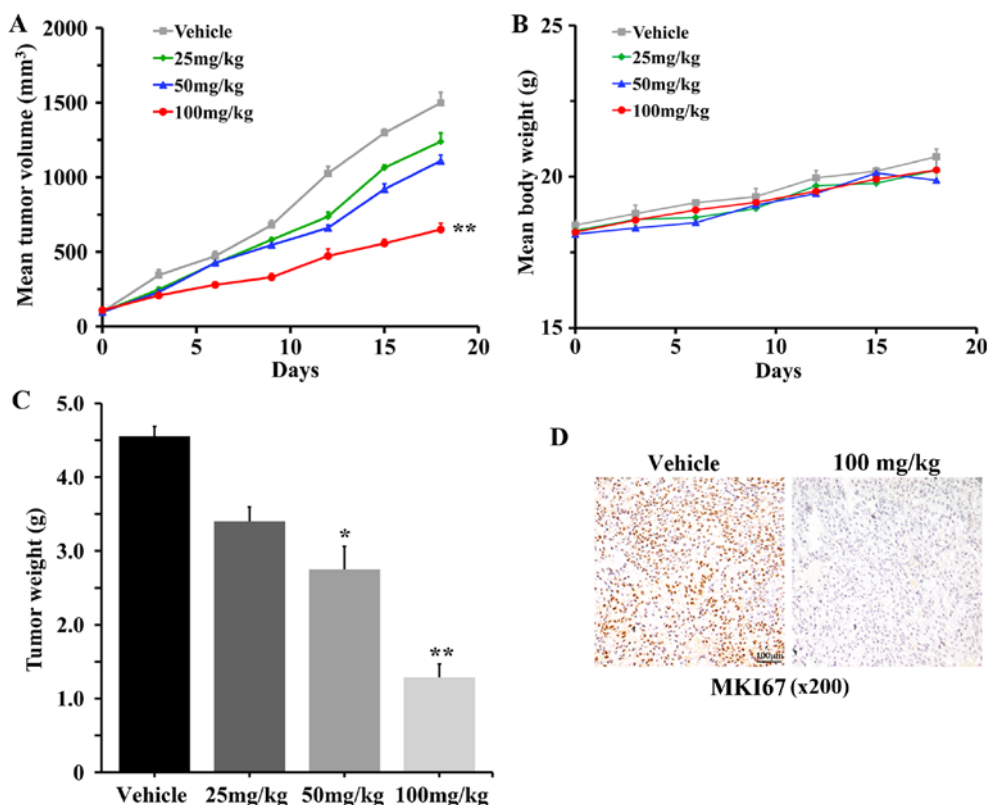 A
Mean tumor volume (mm³)
2000
1500
1000
500
0
Vehicle
25mg/kg
50mg/kg
100mg/kg
**
0 5 10 15 20
Days
B
Mean body weight (g)
25
20
15
Vehicle
25mg/kg
50mg/kg
100mg/kg
0 5 10 15 20
Days
C
Tumor weight (g)
5.0
4.0
3.0
2.0
1.0
0
*
**
Vehicle 25mg/kg 50mg/kg 100mg/kg
D
Vehicle 100 mg/kg
100μm
MKI67 (x200)